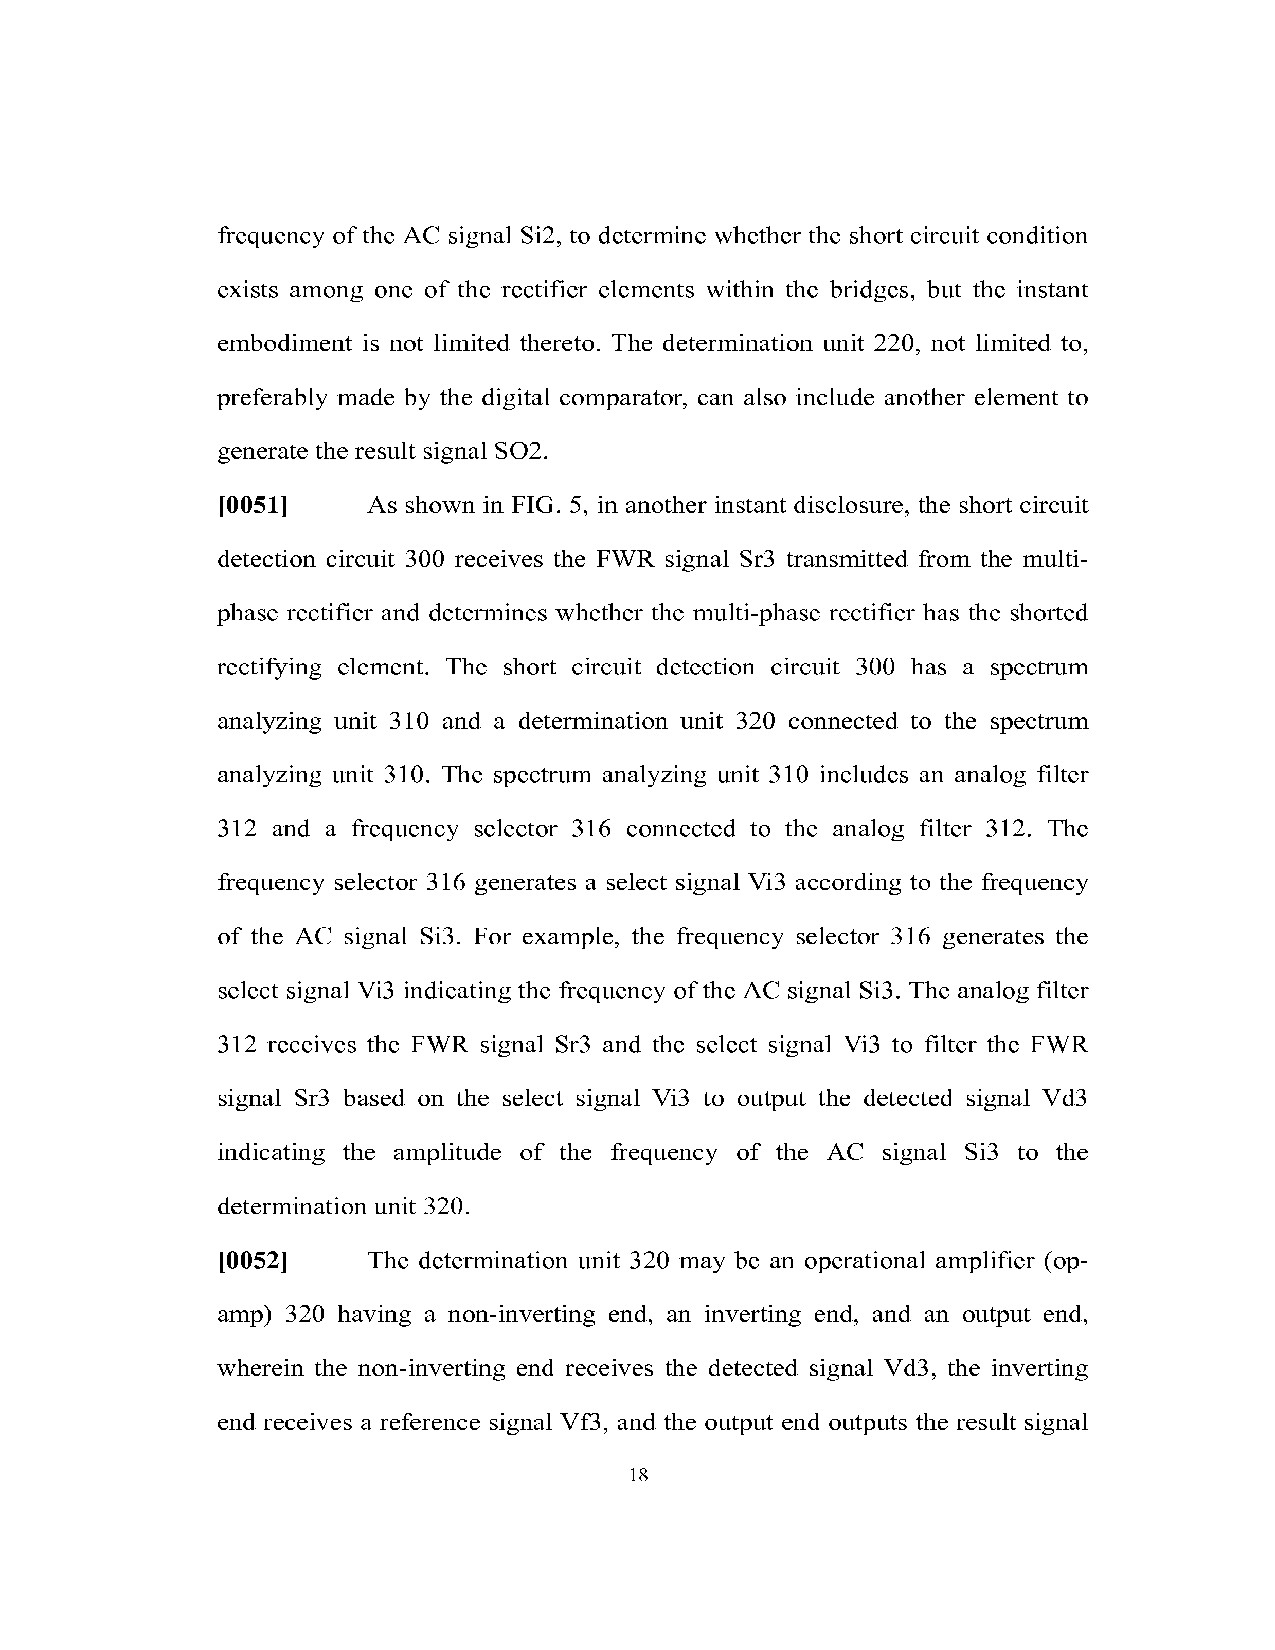 frequency of the AC signal Si2, to determine whether the short circuit condition
exists among one of the rectifier elements within the bridges, but the instant
embodiment is not limited thereto. The determination unit 220, not limited to,
preferably made by the digital comparator, can also include another element to
generate the result signal SO2.
[0051] As shown in FIG. 5, in another instant disclosure, the short circuit
detection circuit 300 receives the FWR signal Sr3 transmitted from the multi-
phase rectifier and determines whether the multi-phase rectifier has the shorted
rectifying element. The short circuit detection circuit 300 has a spectrum
analyzing unit 310 and a determination unit 320 connected to the spectrum
analyzing unit 310. The spectrum analyzing unit 310 includes an analog filter
312 and a frequency selector 316 connected to the analog filter 312. The
frequency selector 316 generates a select signal Vi3 according to the frequency
of the AC signal Si3. For example, the frequency selector 316 generates the
select signal Vi3 indicating the frequency of the AC signal Si3. The analog filter
312 receives the FWR signal Sr3 and the select signal Vi3 to filter the FWR
signal Sr3 based on the select signal Vi3 to output the detected signal Vd3
indicating the amplitude of the frequency of the AC signal Si3 to the
determination unit 320.
[0052] The determination unit 320 may be an operational amplifier (op-
amp) 320 having a non-inverting end, an inverting end, and an output end,
wherein the non-inverting end receives the detected signal Vd3, the inverting
end receives a reference signal Vf3, and the output end outputs the result signal
18